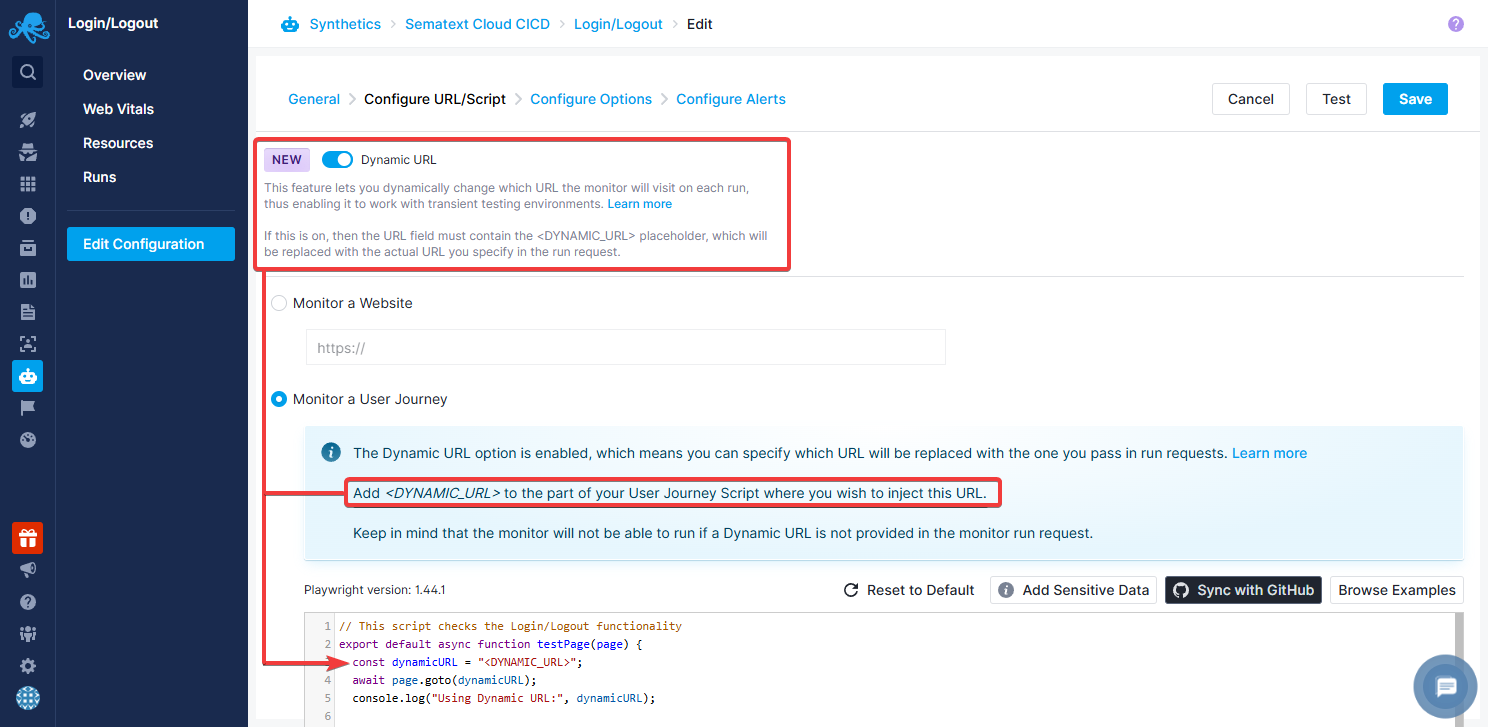 Login/Logout
Overview
Web Vitals
Resources
Runs
Edit Configuration
Synthetics > Sematext Cloud CICD > Login/Logout > Edit
?
General > Configure URL/Script > Configure Options > Configure Alerts
Cancel
Test
Save
NEW
Dynamic URL
This feature lets you dynamically change which URL the monitor will visit on each run,
thus enabling it to work with transient testing environments. Learn more
If this is on, then the URL field must contain the <DYNAMIC_URL> placeholder, which will
be replaced with the actual URL you specify in the run request.
Monitor a Website
https://
Monitor a User Journey
The Dynamic URL option is enabled, which means you can specify which URL will be replaced with the one you pass in run requests. Learn more
Add <DYNAMIC_URL> to the part of your User Journey Script where you wish to inject this URL.
Keep in mind that the monitor will not be able to run if a Dynamic URL is not provided in the monitor run request.
Playwright version: 1.44.1
Reset to Default
Add Sensitive Data
Sync with GitHub
Browse Examples
1 // This script checks the Login/Logout functionality
2 export default async function testPage(page) {
3 const dynamicURL = "<DYNAMIC_URL>";
4 await page.goto(dynamicURL);
5 console.log("Using Dynamic URL:", dynamicURL);
6